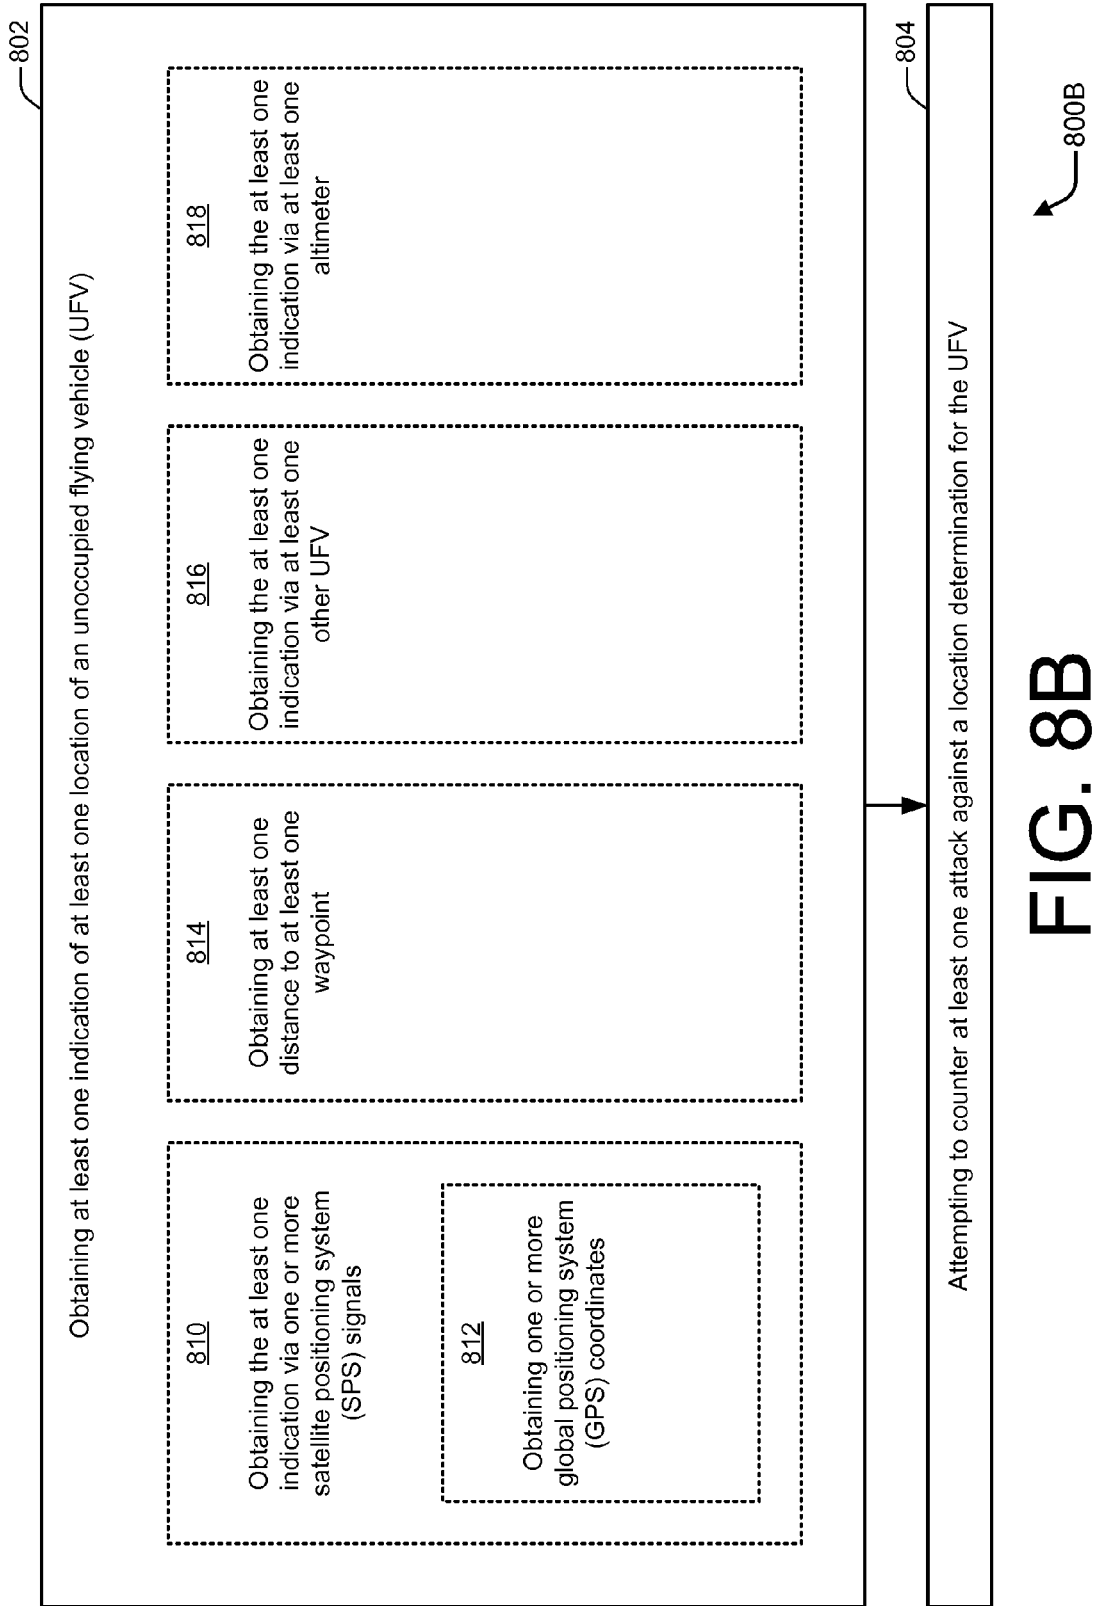 802
Obtaining at least one indication of at least one location of an unoccupied flying vehicle (UFV)
810
Obtaining the at least one
indication via one or more
satellite positioning system
(SPS) signals
812
Obtaining one or more
global positioning system
(GPS) coordinates
814
Obtaining at least one
distance to at least one
waypoint
816
Obtaining the at least one
indication via at least one
other UFV
818
Obtaining the at least one
indication via at least one
altimeter
804
Attempting to counter at least one attack against a location determination for the UFV
800B
FIG. 8B